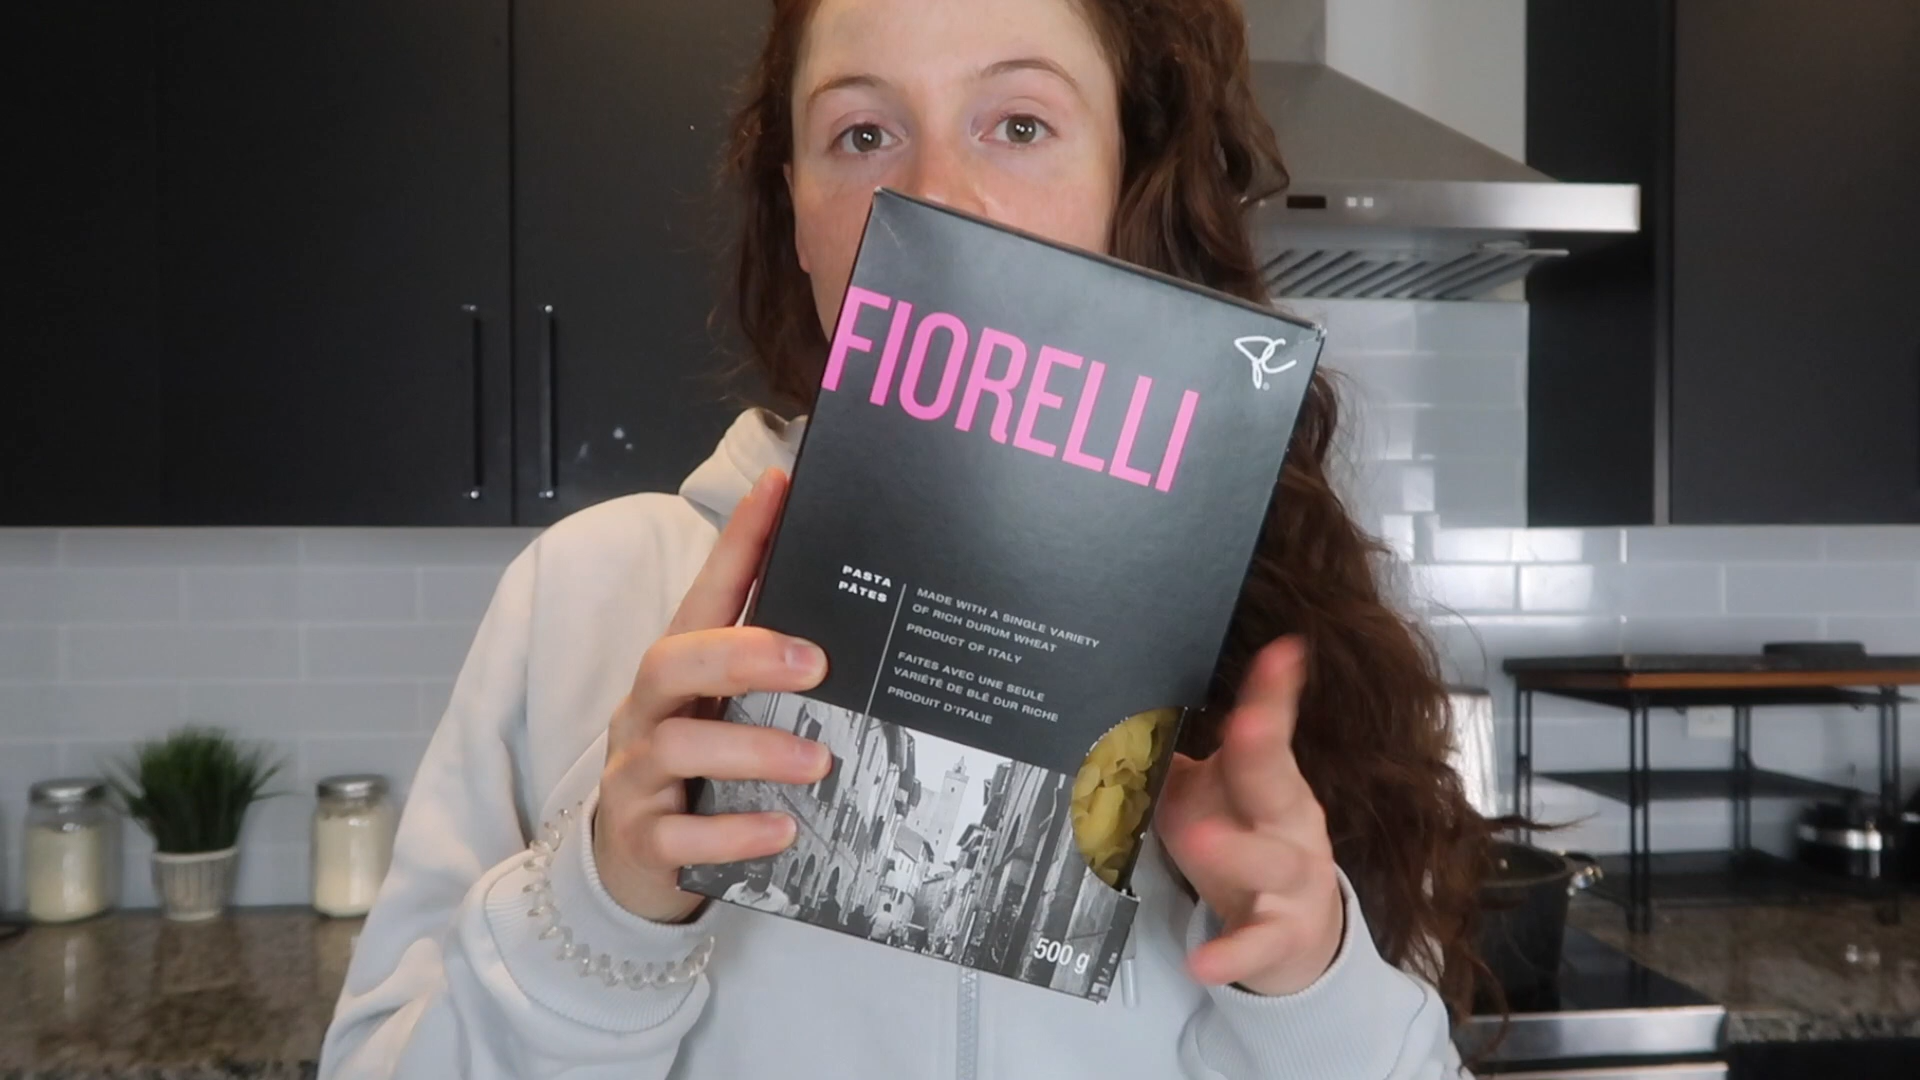 FIORELLI
PC
PASTA
PÂTES
MADE WITH A SINGLE VARIETY
OF RICH DURUM WHEAT
PRODUCT OF ITALY
FAITES AVEC UNE SEULE
VARIÉTÉ DE BLÉ DUR RICHE
PRODUIT D'ITALIE
500 g